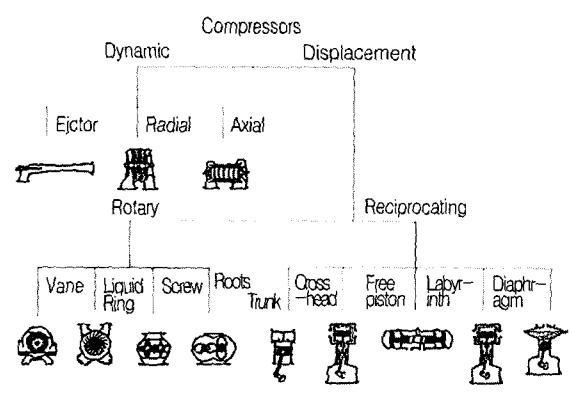 Compressors
Dynamic Displacement
Ejctor Radial Axial
Rotary Reciprocating
Vane Liquid Ring Screw Roots Trunk Cross-head Free piston Labyr-inth Diaphr-agm